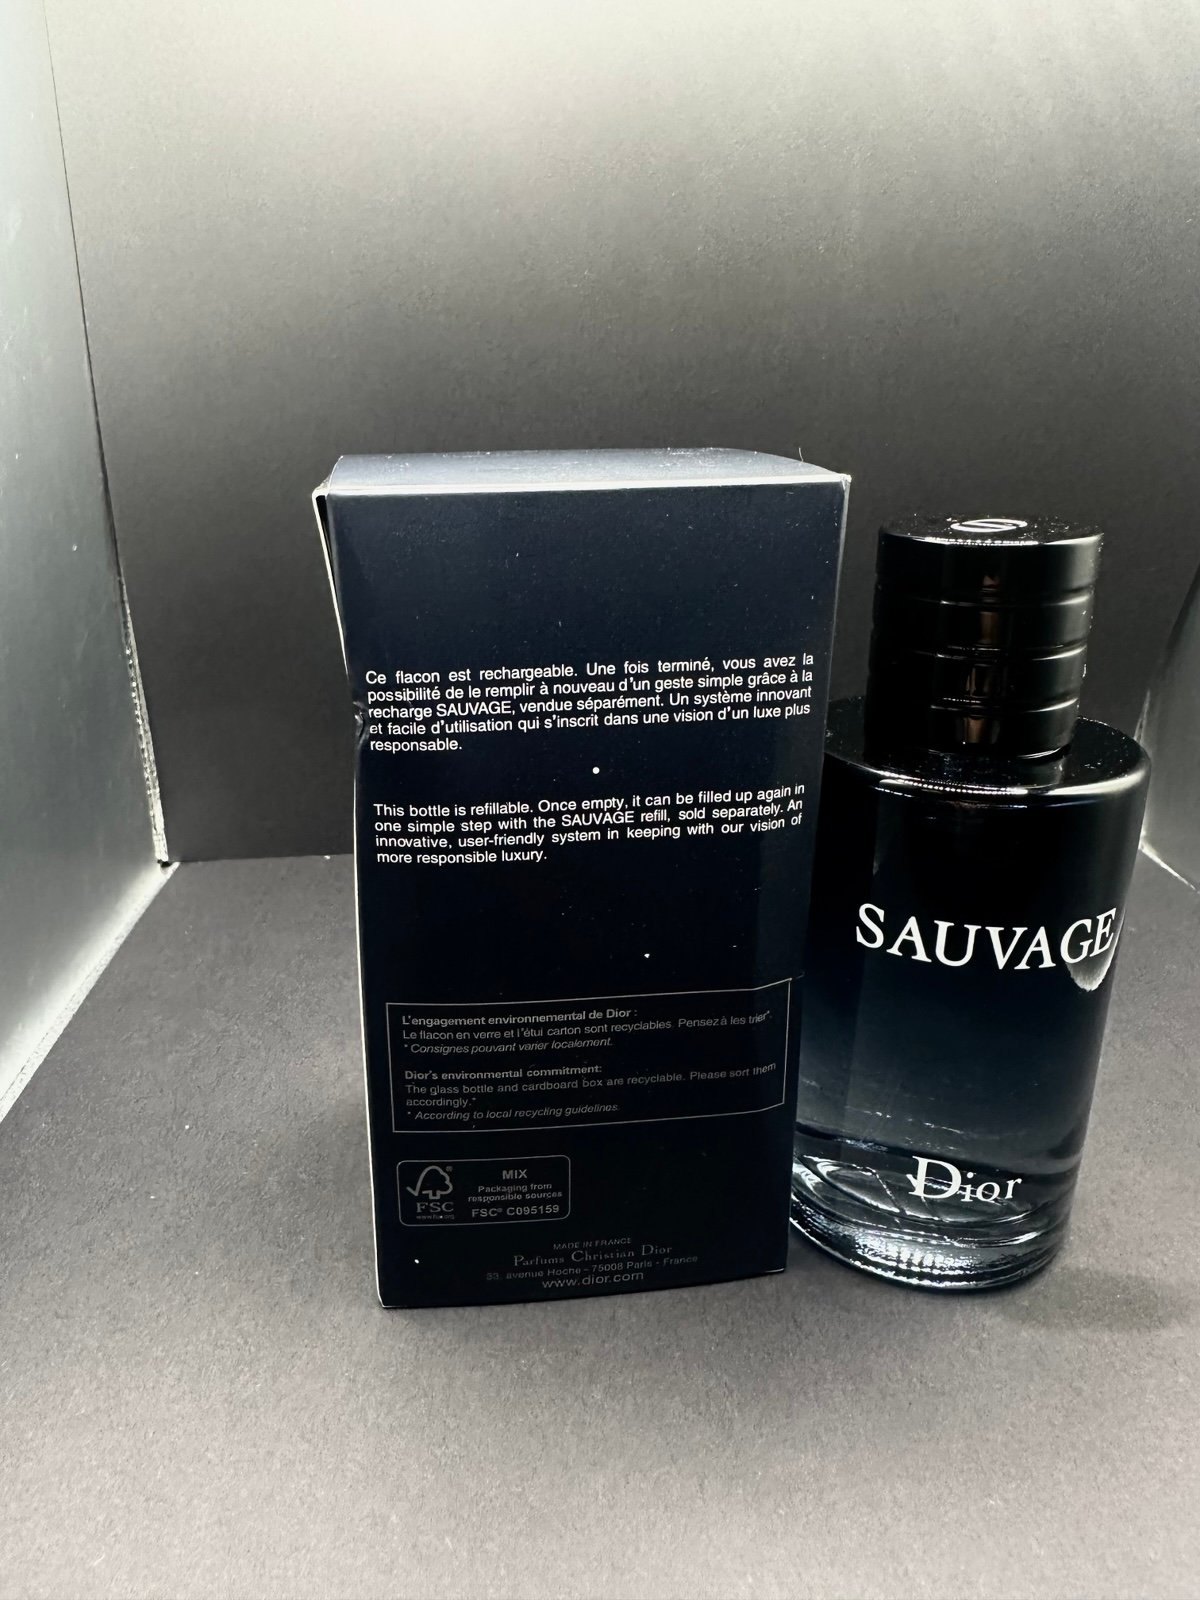 Ce flacon est rechargeable. Une fois terminé, vous avez la
possibilité de le remplir à nouveau d'un geste simple grâce à la
recharge SAUVAGE, vendue séparément. Un système innovant
et facile d'utilisation qui s'inscrit dans une vision d'un luxe plus
responsable.
This bottle is refillable. Once empty, it can be filled up again in
one simple step with the SAUVAGE refill, sold separately. An
innovative, user-friendly system in keeping with our vision of
more responsible luxury.
L'engagement environnemental de Dior :
Le flacon en verre et l'étui carton sont recyclables. Pensez à les trier*.
* Consignes pouvant varier localement.
Dior's environmental commitment:
The glass bottle and cardboard box are recyclable. Please sort them
accordingly.*
* According to local recycling guidelines.
FSC®
www.fsc.org
MIX
Packaging from
responsible sources
FSC® C095159
MADE IN FRANCE
Parfums Christian Dior
33, avenue Hoche - 75008 Paris - France
www.dior.com
SAUVAGE
Dior